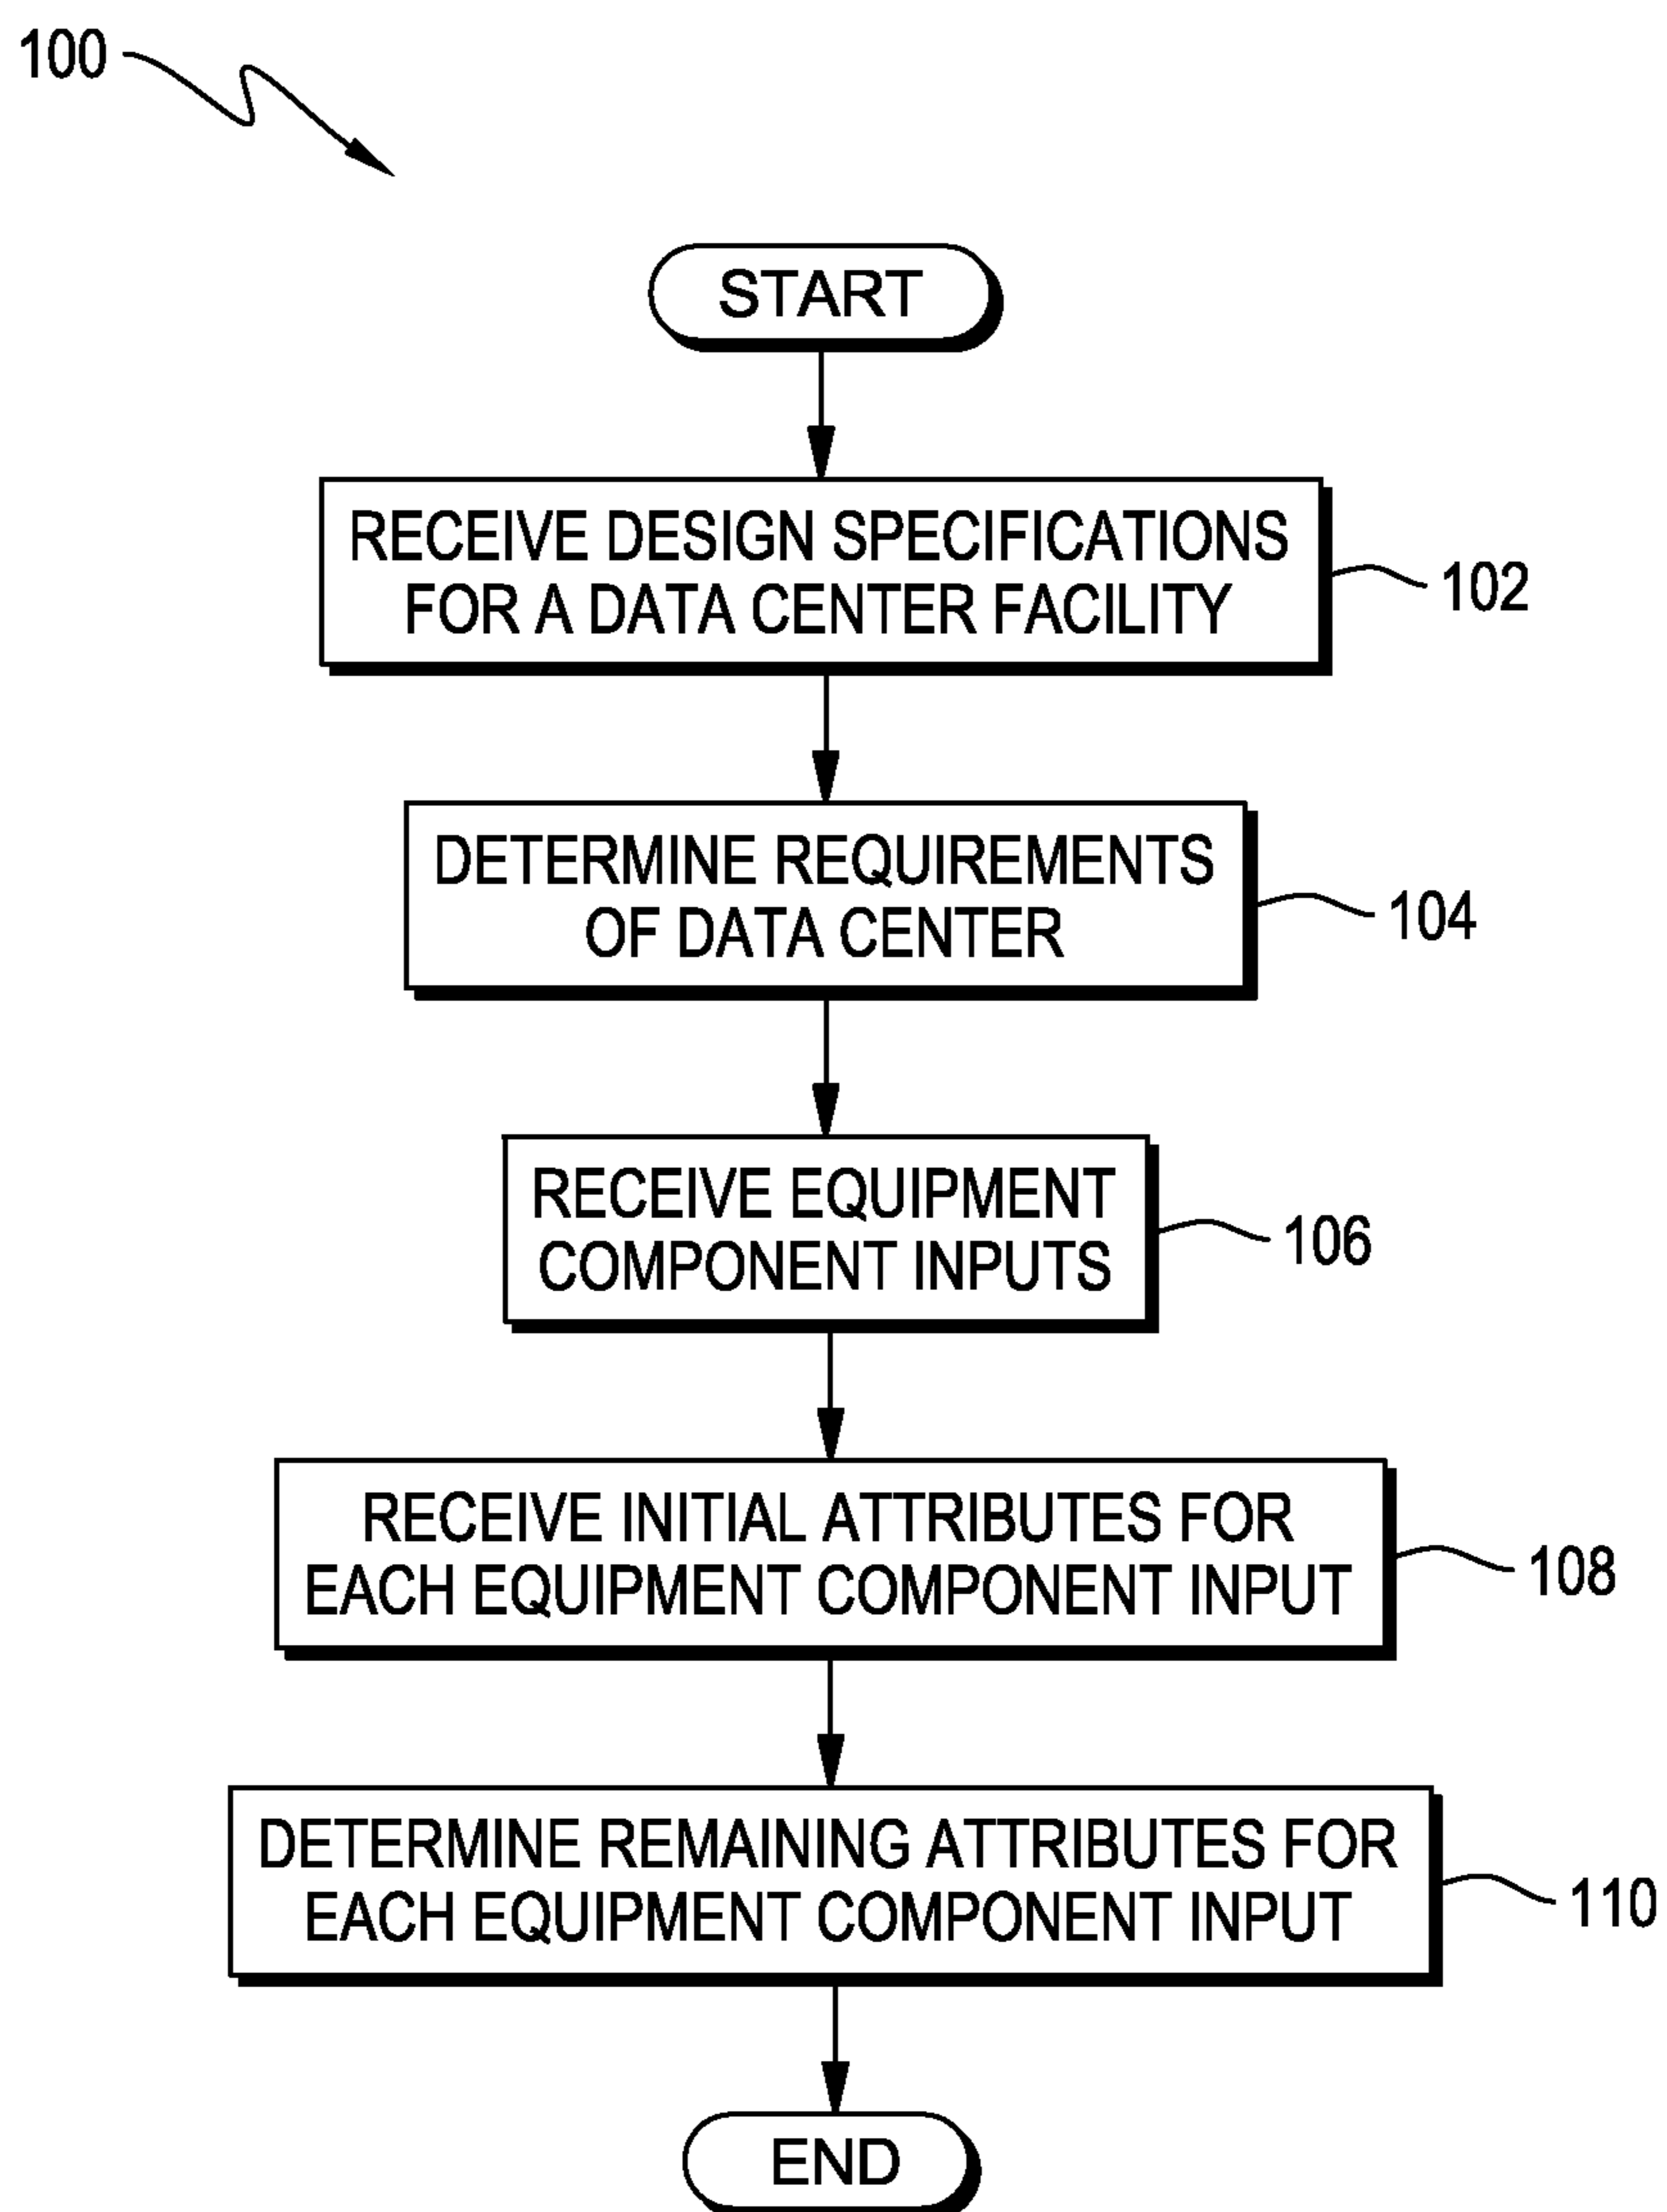 100
START
RECEIVE DESIGN SPECIFICATIONS
FOR A DATA CENTER FACILITY
102
DETERMINE REQUIREMENTS
OF DATA CENTER
104
RECEIVE EQUIPMENT
COMPONENT INPUTS
106
RECEIVE INITIAL ATTRIBUTES FOR
EACH EQUIPMENT COMPONENT INPUT
108
DETERMINE REMAINING ATTRIBUTES FOR
EACH EQUIPMENT COMPONENT INPUT
110
END